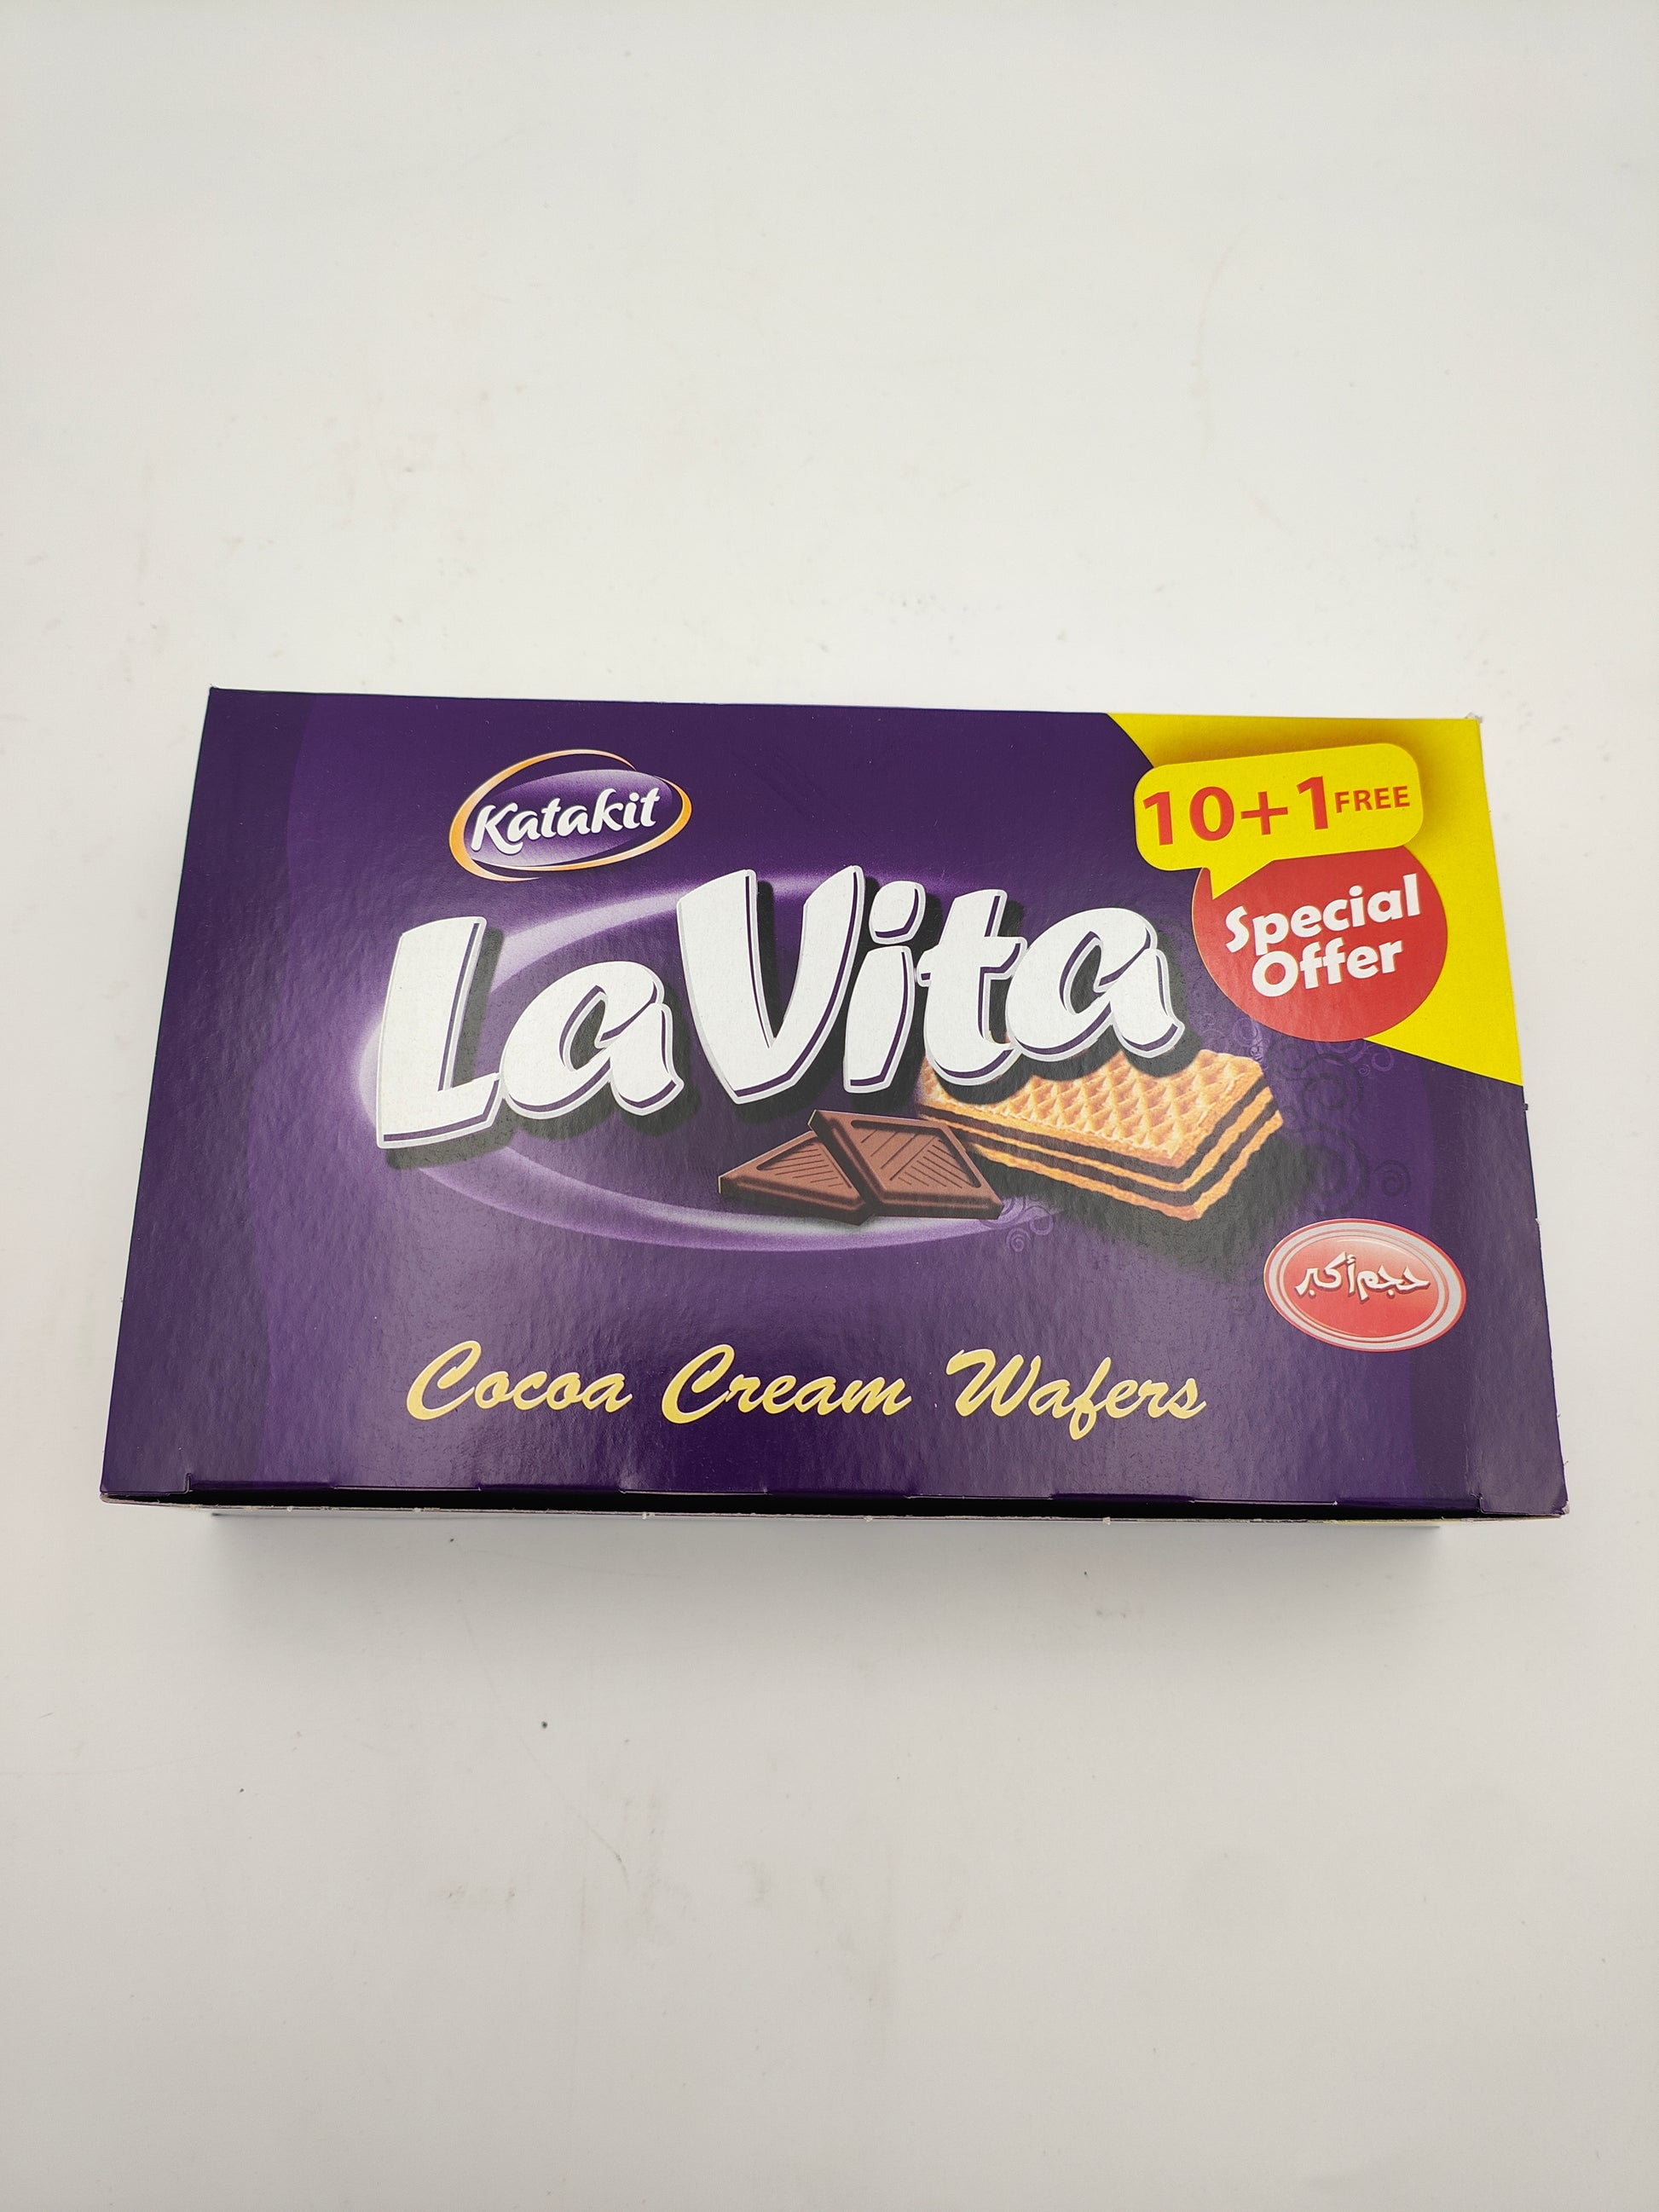 Katakit
10+1 FREE
Special
Offer
LaVita
حجم أكبر
Cocoa Cream Wafers